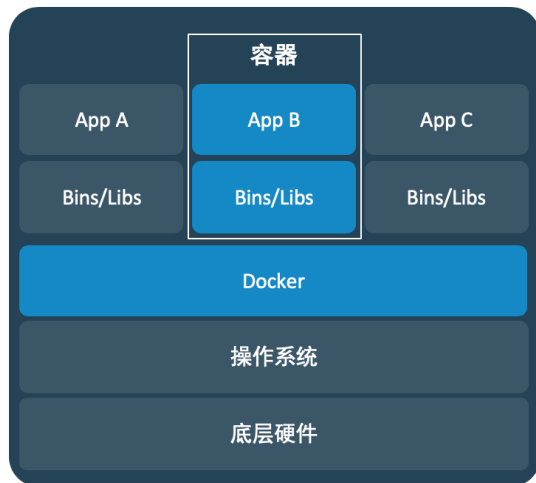 容器
App A
App B
App C
Bins/Libs
Bins/Libs
Bins/Libs
Docker
操作系统
底层硬件